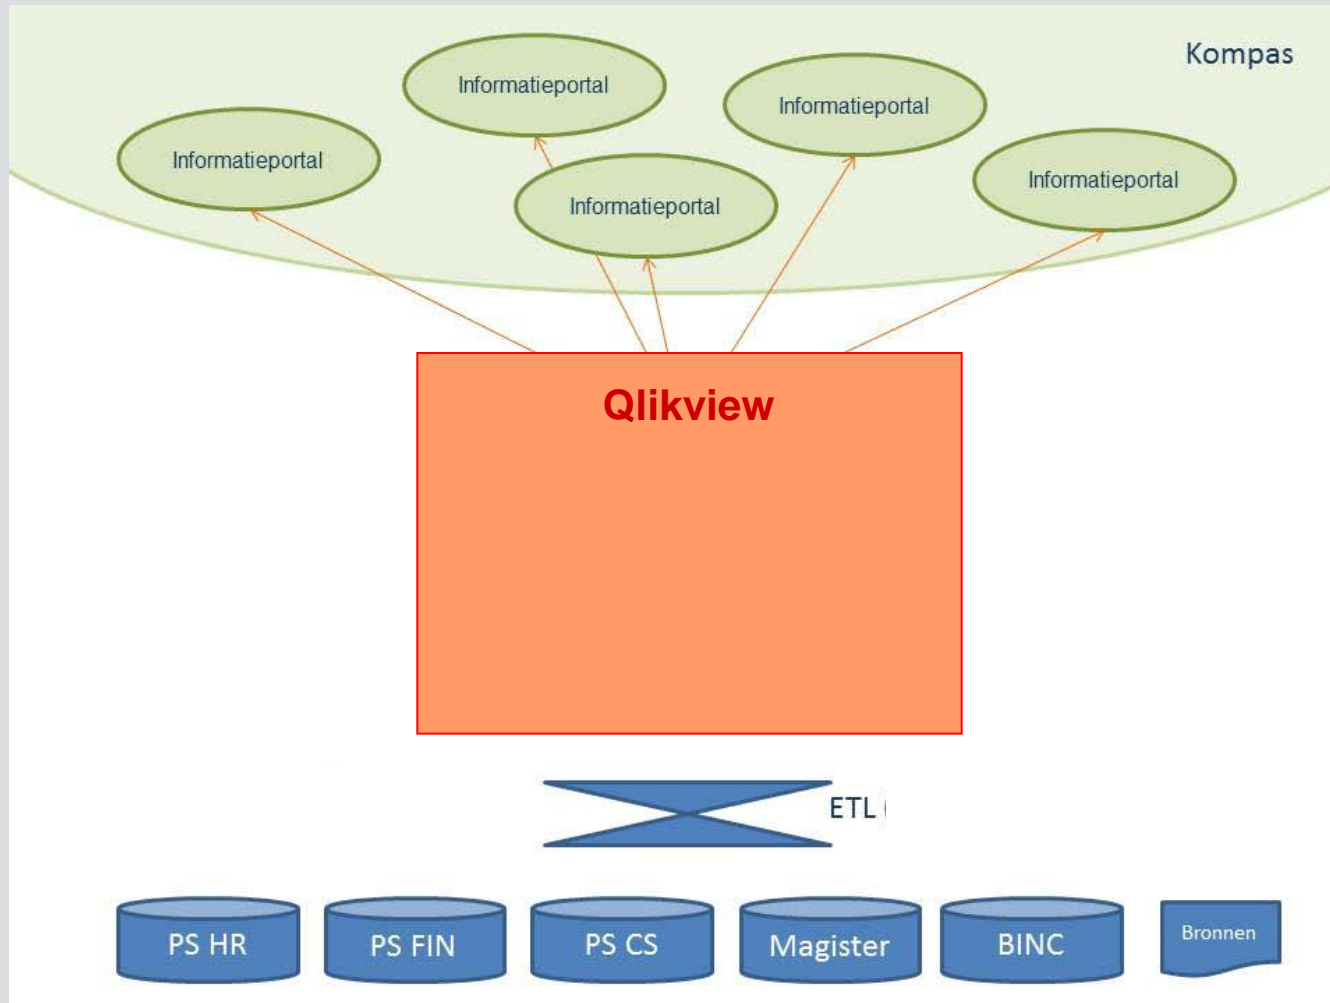 Kompas
Informatieportal
Informatieportal
Informatieportal
Informatieportal
Informatieportal
Qlikview
ETL
PS HR
PS FIN
PS CS
Magister
BINC
Bronnen